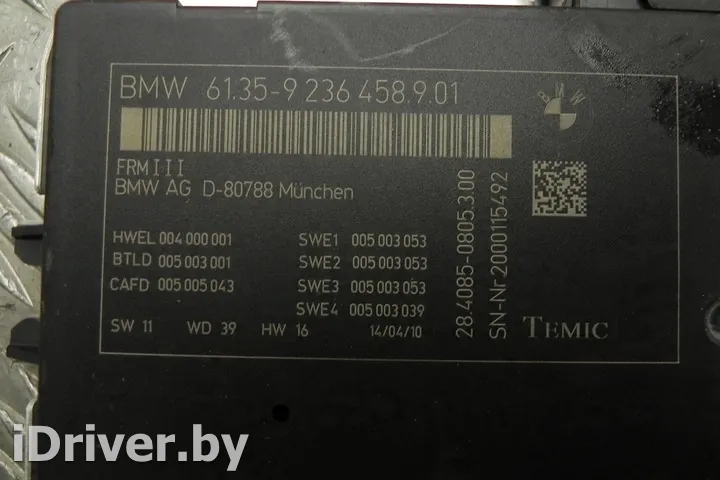 BMW 61.35-9 236 458.9.01
BMW
FRMIII
BMW AG D-80788 München
HWEL 004 000 001
BTLD 005 003 001
CAFD 005 005 043
SWE1 005 003 053
SWE2 005 003 053
SWE3 005 003 053
SWE4 005 003 039
SW 11 WD 39 HW 16 14/04/10
28.4085-0805.3.00
SN-Nr.2000115492
TEMIC
iDriver.by